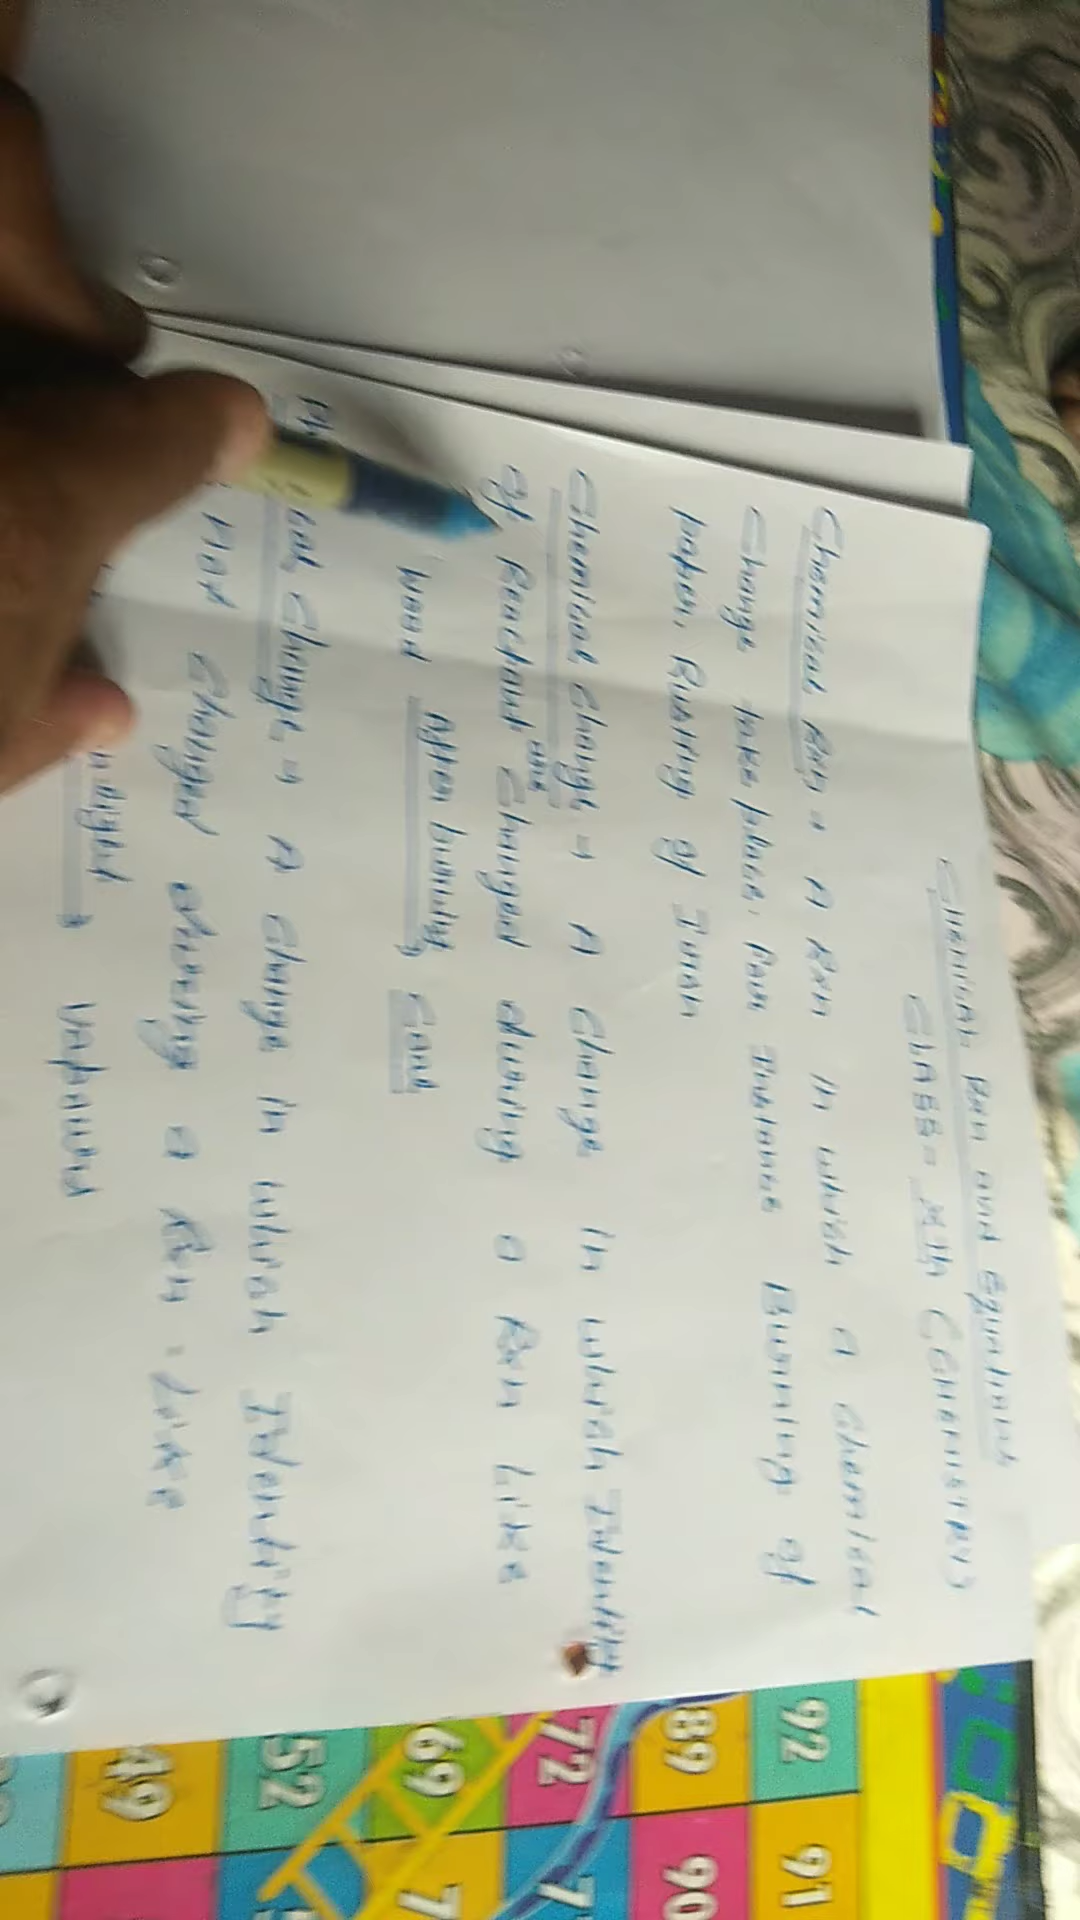 Chemical Rxn and Equations
CLASS = Xth (CHEMISTRY)
Chemical Rxn → A Rxn in which a chemical
Change take place. For Instance Burning of
paper, Rusting of Iron
Chemical Change → A Change In which Identity
of Reactant are Changed during a Rxn Like
Wood After burning Coal
Change → A Change in which Identity
Not Changed during a Rxn. Like
92 91
89 90
72
69
52
49